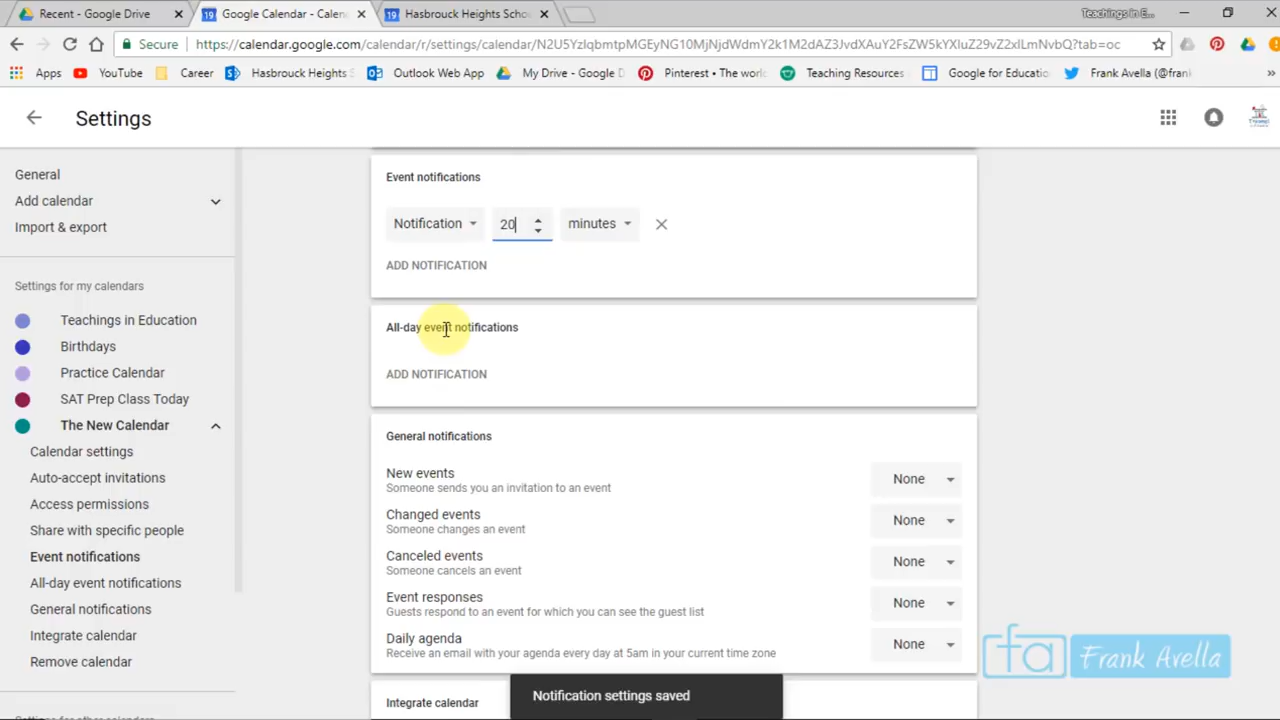 Recent - Google Drive
Google Calendar - Calen
Hasbrouck Heights Scho
Teachings in E...
Secure
https://calendar.google.com/calendar/r/settings/calendar/N2U5YzlqbmtpMGEyNG10MjNjdWdmY2k1M2dAZ3JvdXAuY2FsZW5kYXIuZ29vZ2xlLmNvbQ?tab=oc
Apps
YouTube
Career
Hasbrouck Heights S
Outlook Web App
My Drive - Google D
Pinterest • The worl
Teaching Resources
Google for Educatio
Frank Avella (@frank
Settings
General
Add calendar
Import & export
Settings for my calendars
Teachings in Education
Birthdays
Practice Calendar
SAT Prep Class Today
The New Calendar
Calendar settings
Auto-accept invitations
Access permissions
Share with specific people
Event notifications
All-day event notifications
General notifications
Integrate calendar
Remove calendar
Settings for other calendars
Event notifications
Notification 20 minutes
ADD NOTIFICATION
All-day event notifications
ADD NOTIFICATION
General notifications
New events
Someone sends you an invitation to an event
None
Changed events
Someone changes an event
None
Canceled events
Someone cancels an event
None
Event responses
Guests respond to an event for which you can see the guest list
None
Daily agenda
Receive an email with your agenda every day at 5am in your current time zone
None
Integrate calendar
Notification settings saved
fa Frank Avella